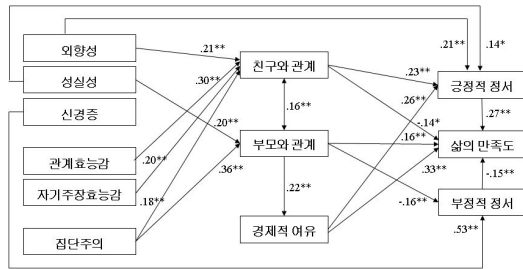 외향성
성실성
신경증
관계효능감
자기주장효능감
집단주의
친구와 관계
부모와 관계
경제적 여유
긍정적 정서
삶의 만족도
부정적 정서
.21**
.30**
.20**
.20**
.18**
.36**
.16**
.22**
.21**
.14*
.23**
.26**
-.14*
.16**
.33**
-.16**
.27**
-.15**
.53**